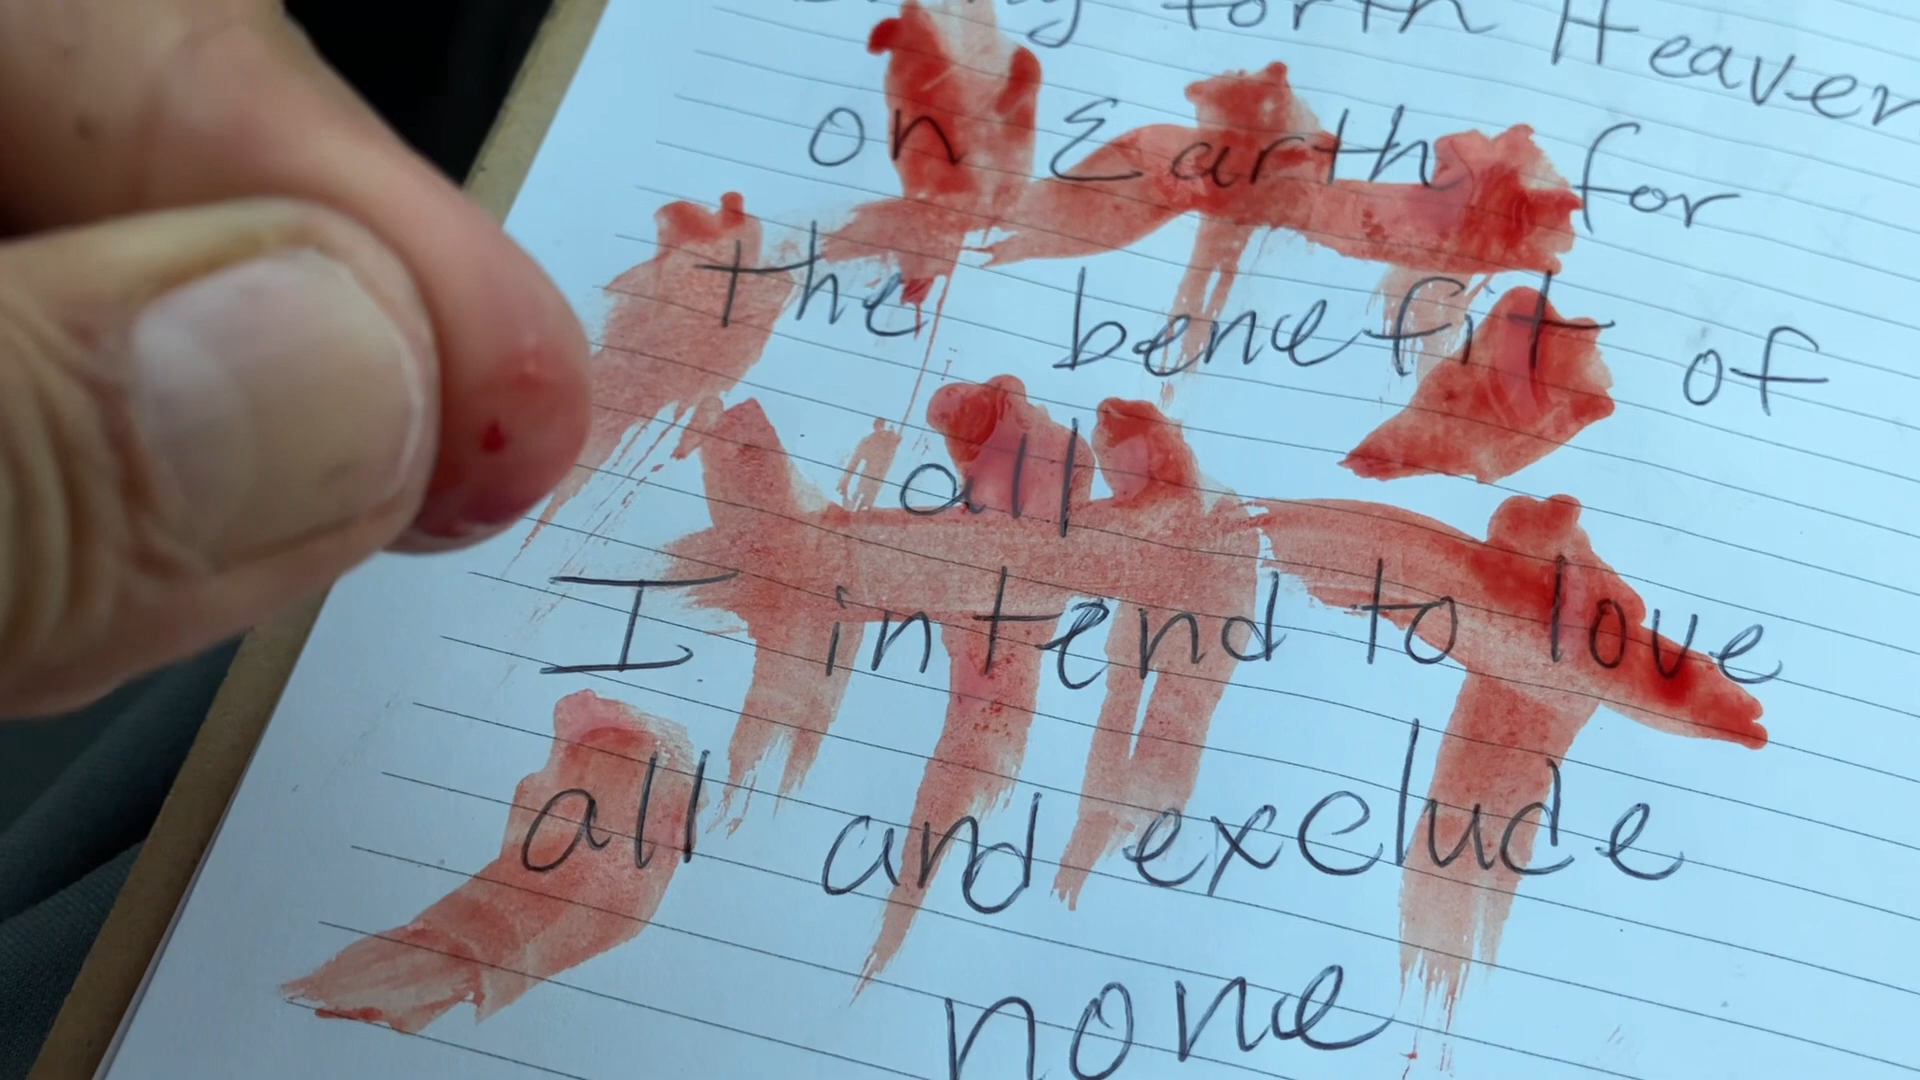 forth Heaven
on Earth for
the benefit of
all
I intend to love
all and exclude
none